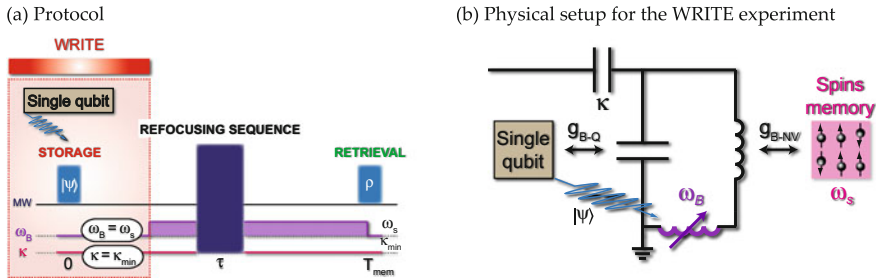 (a) Protocol
WRITE
Single qubit
STORAGE
REFOCUSING SEQUENCE
RETRIEVAL
|ψ⟩
ρ
MW
ω_B
ω_B = ω_s
ω_s
κ_min
κ
κ = κ_min
0
τ
T_mem
(b) Physical setup for the WRITE experiment
κ
Spins
memory
Single
qubit
g_B-Q
g_B-NV
|ψ⟩
ω_B
ω_s